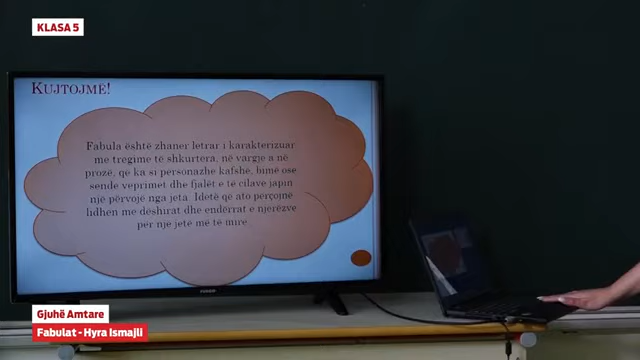 KLASA 5
KUJTOJMË!
Fabula është zhaner letrar i karakterizuar
me tregime të shkurtera, në vargje a në
prozë, që ka si personazhe kafshë, bimë ose
sende veprimet dhe fjalët e të cilave japin
një përvojë nga jeta. Idetë që ato përçojnë
lidhen me dëshirat dhe ëndërrat e njerëzve
për një jetë më të mirë.
Gjuhë Amtare
Fabulat - Hyra Ismajli